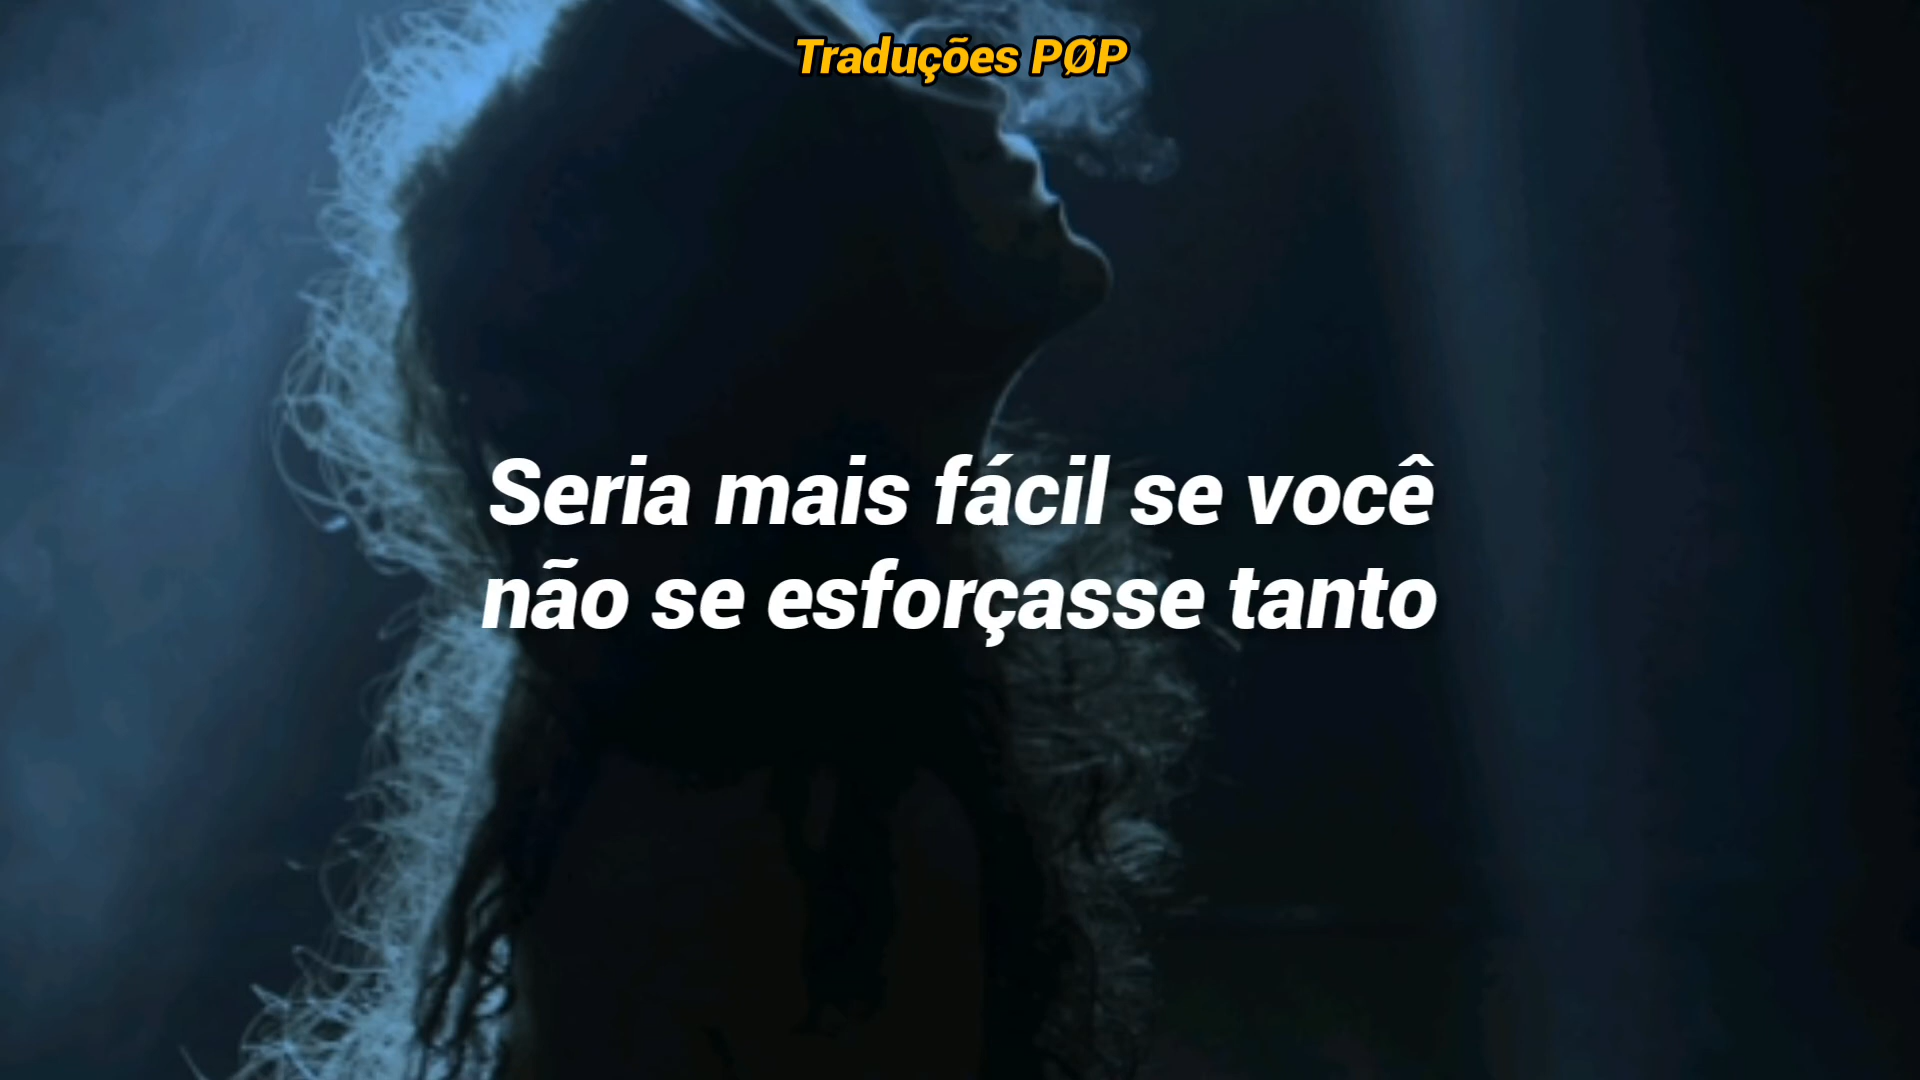 Traduções PØP
Seria mais fácil se você
não se esforçasse tanto